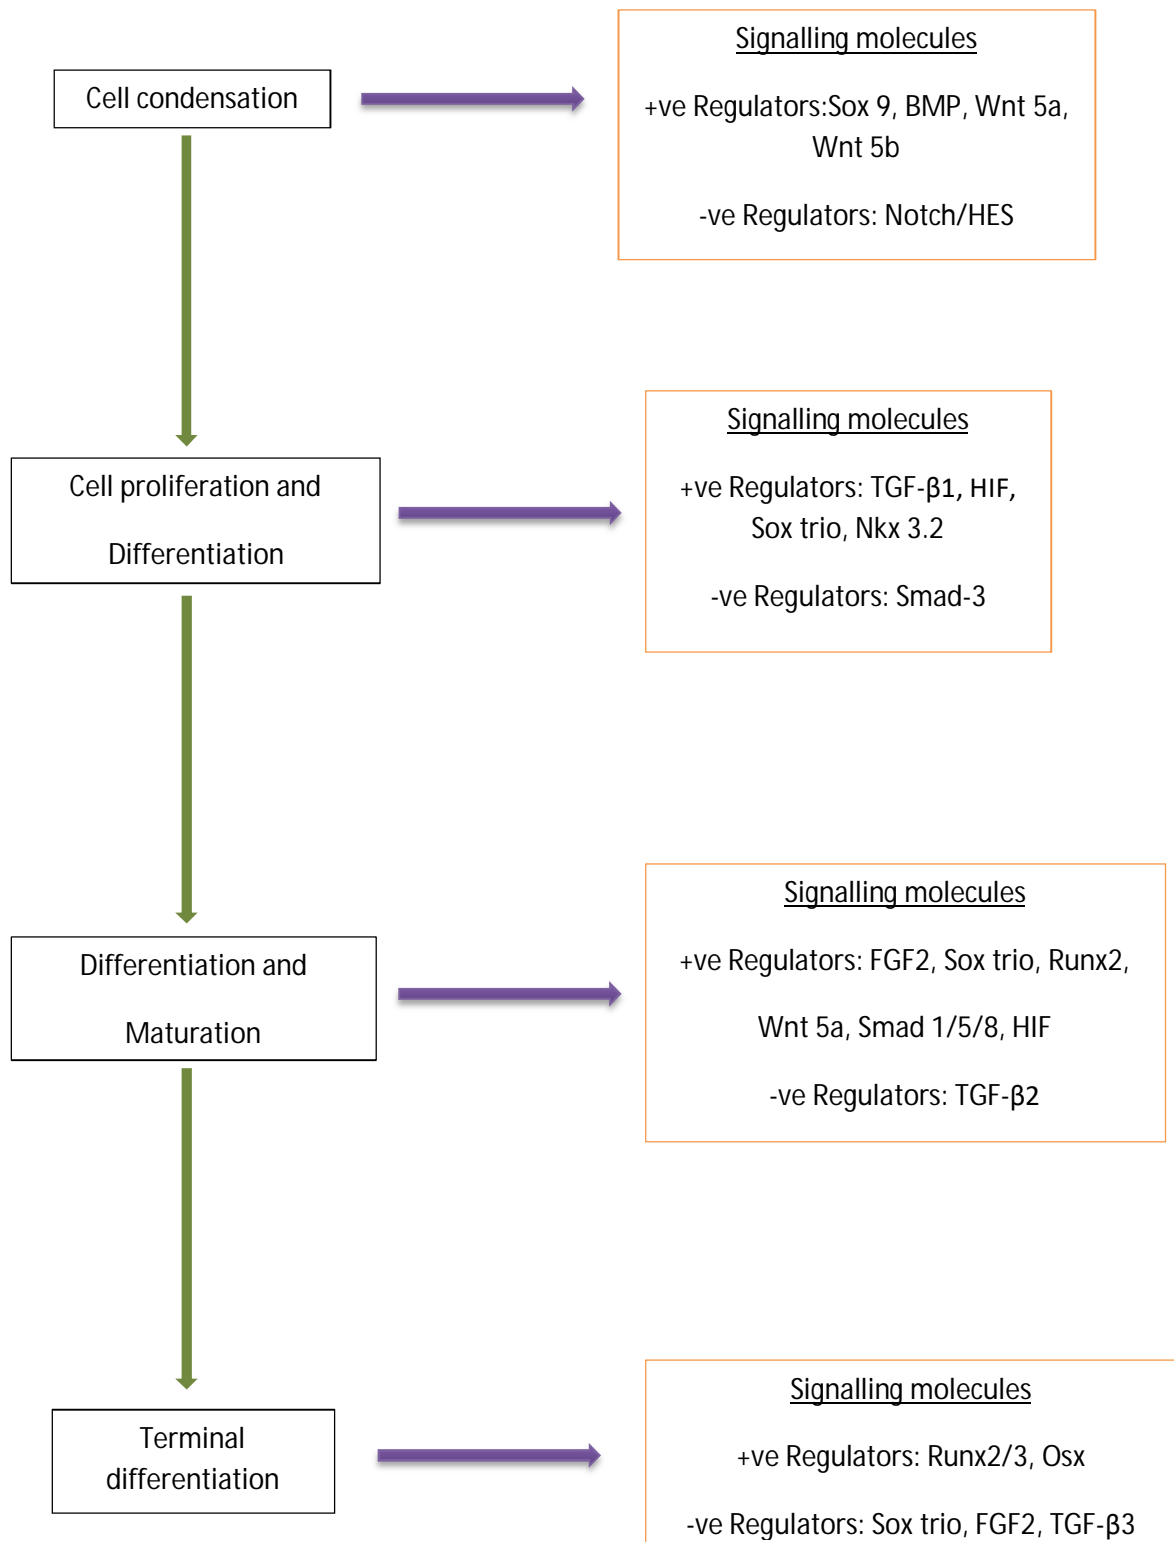 Cell condensation
Signalling molecules
+ve Regulators:Sox 9, BMP, Wnt 5a,
Wnt 5b
-ve Regulators: Notch/HES
Cell proliferation and
Differentiation
Signalling molecules
+ve Regulators: TGF-β1, HIF,
Sox trio, Nkx 3.2
-ve Regulators: Smad-3
Differentiation and
Maturation
Signalling molecules
+ve Regulators: FGF2, Sox trio, Runx2,
Wnt 5a, Smad 1/5/8, HIF
-ve Regulators: TGF-β2
Terminal
differentiation
Signalling molecules
+ve Regulators: Runx2/3, Osx
-ve Regulators: Sox trio, FGF2, TGF-β3